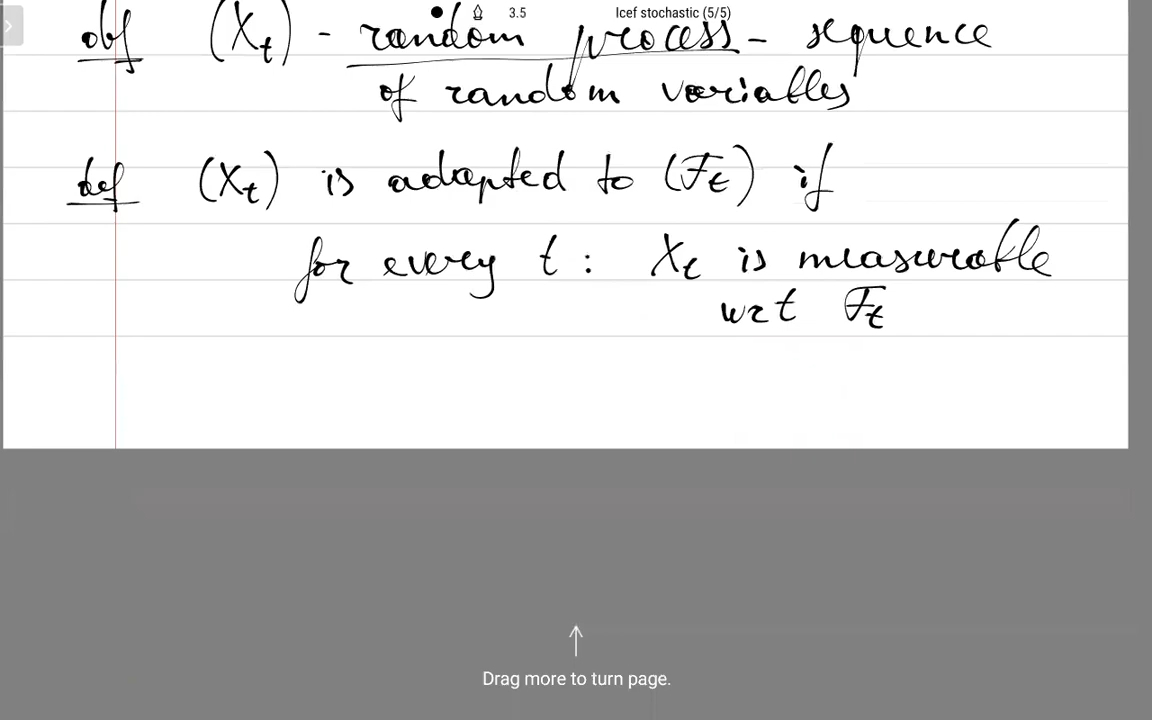 3.5 Icef stochastic (5/5)
def (X_t) - random process - sequence
of random variables
def (X_t) is adapted to (F_t) if
for every t: X_t is measurable
wrt F_t
Drag more to turn page.